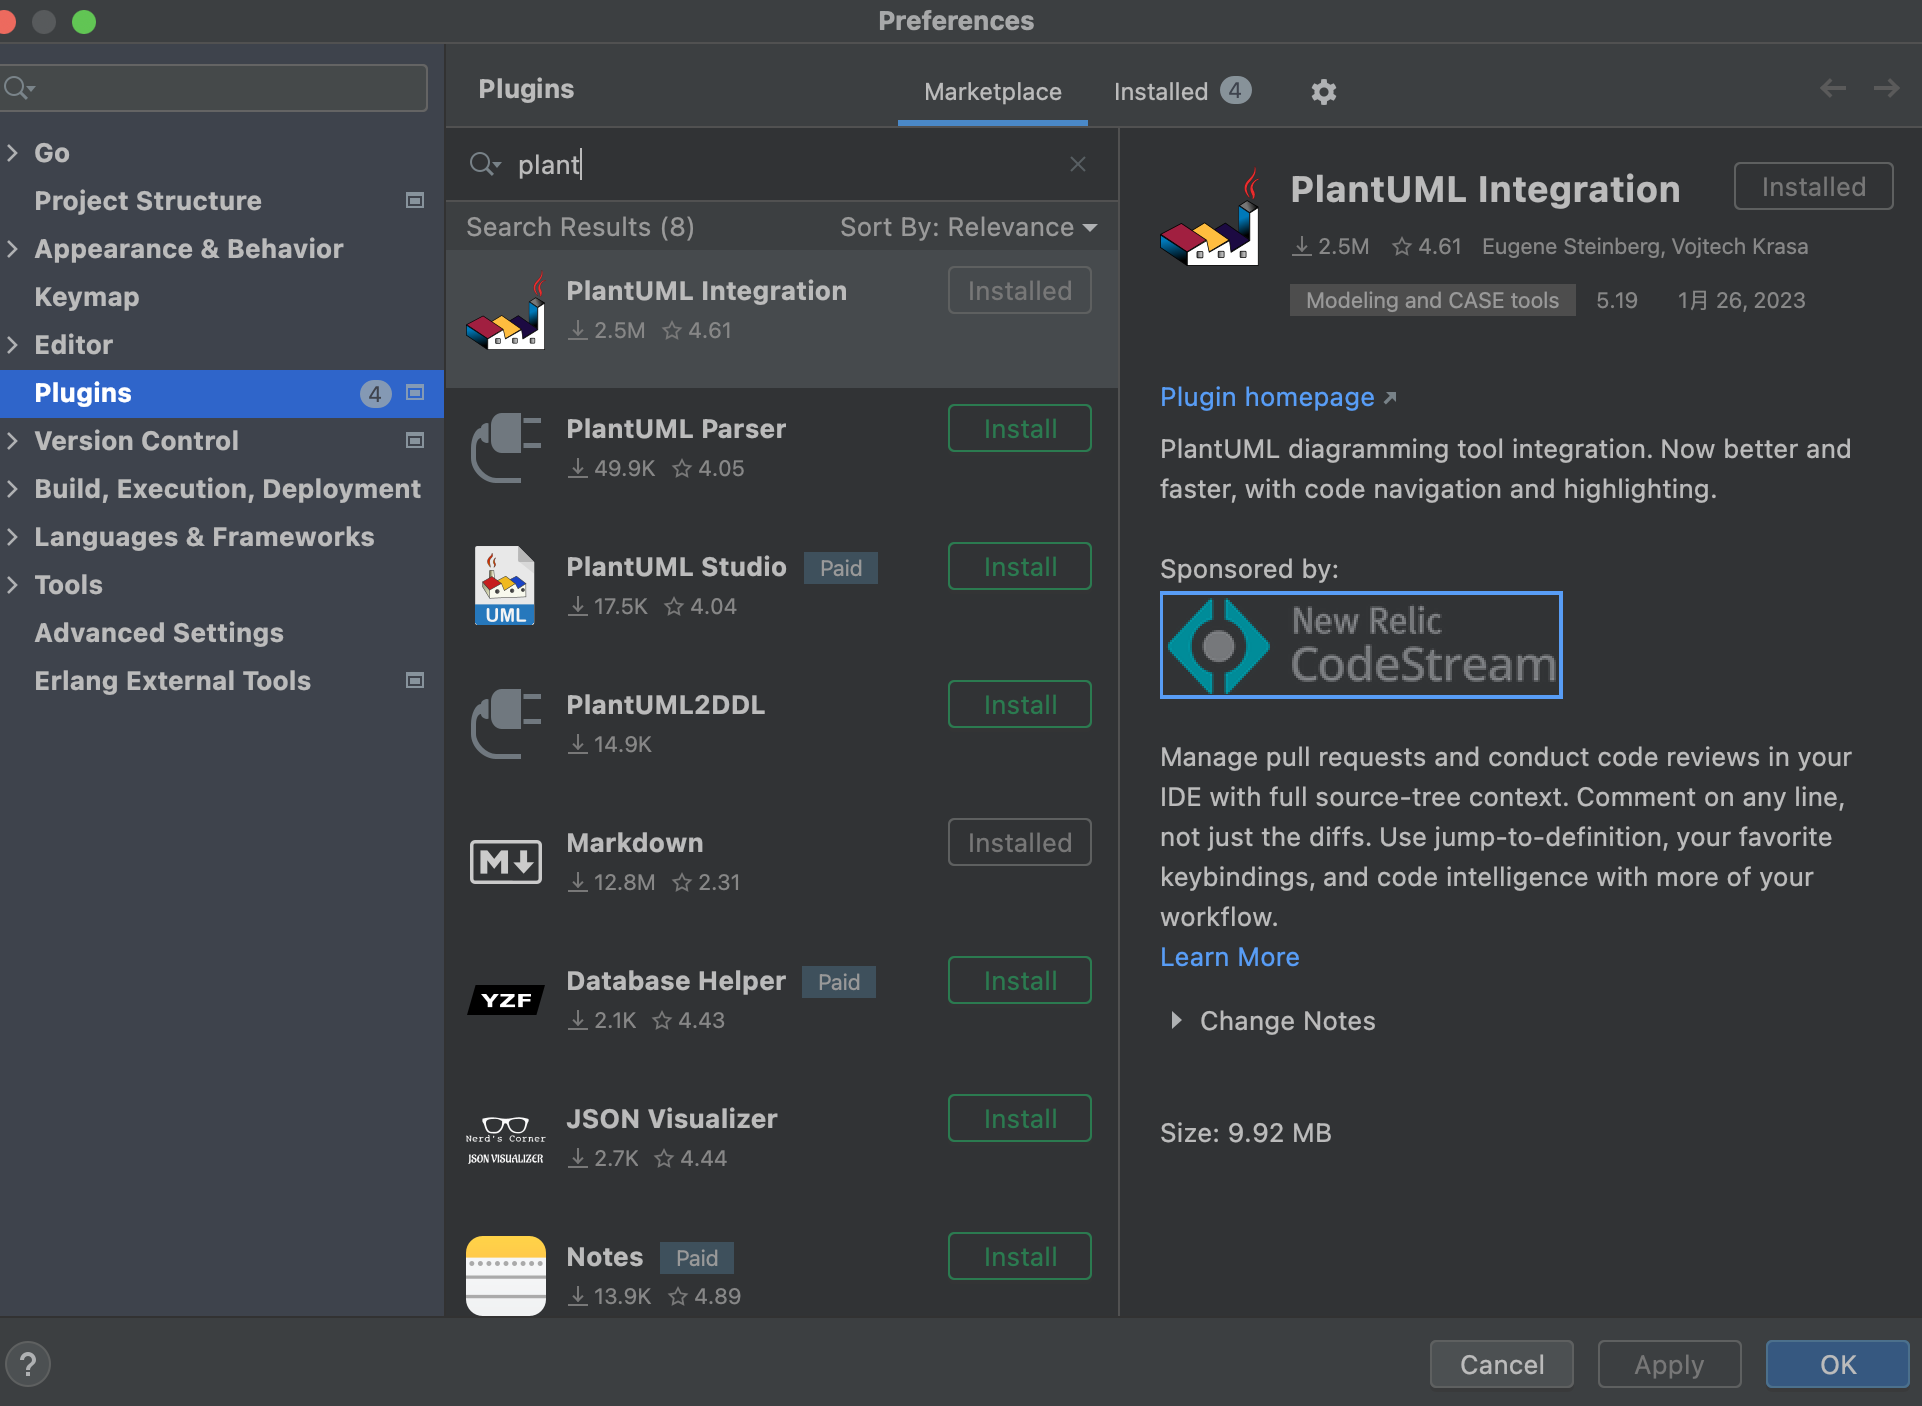 Preferences
Go
Project Structure
Appearance & Behavior
Keymap
Editor
Plugins 4
Version Control
Build, Execution, Deployment
Languages & Frameworks
Tools
Advanced Settings
Erlang External Tools
Plugins
Marketplace
Installed 4
plant
Search Results (8)
Sort By: Relevance
PlantUML Integration
2.5M 4.61
Installed
PlantUML Parser
49.9K 4.05
Install
UML
PlantUML Studio Paid
17.5K 4.04
Install
PlantUML2DDL
14.9K
Install
M
Markdown
12.8M 2.31
Installed
YZF
Database Helper Paid
2.1K 4.43
Install
Nerd's Corner
JSON VISUALIZER
JSON Visualizer
2.7K 4.44
Install
Notes Paid
13.9K 4.89
Install
PlantUML Integration
Installed
2.5M 4.61 Eugene Steinberg, Vojtech Krasa
Modeling and CASE tools 5.19 1月 26, 2023
Plugin homepage
PlantUML diagramming tool integration. Now better and
faster, with code navigation and highlighting.
Sponsored by:
New Relic
CodeStream
Manage pull requests and conduct code reviews in your
IDE with full source-tree context. Comment on any line,
not just the diffs. Use jump-to-definition, your favorite
keybindings, and code intelligence with more of your
workflow.
Learn More
Change Notes
Size: 9.92 MB
?
Cancel
Apply
OK